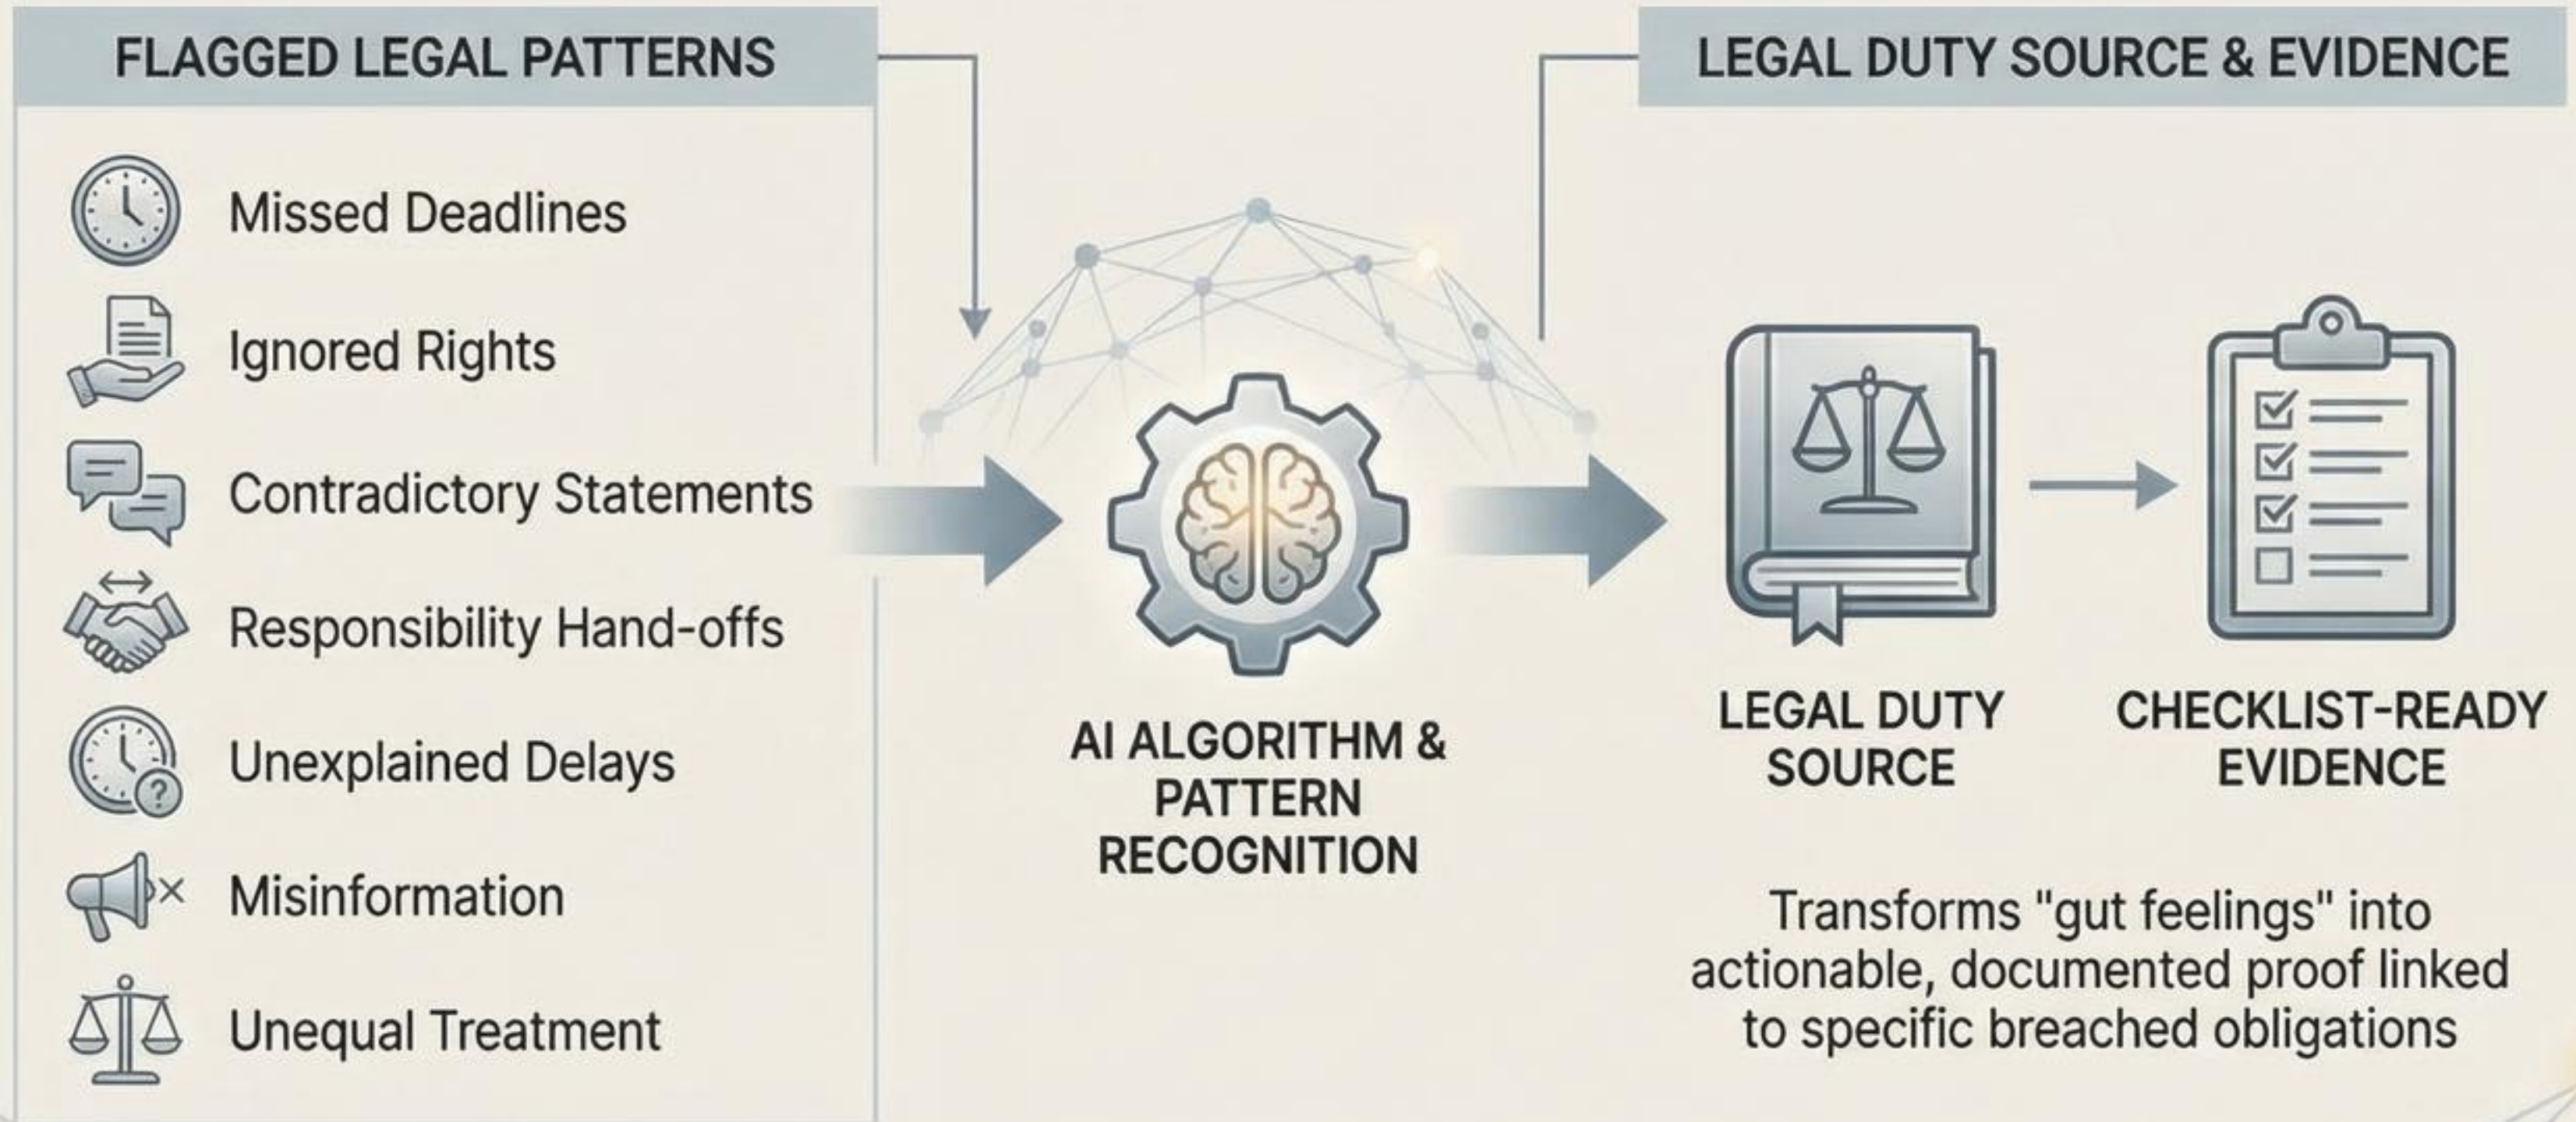 FLAGGED LEGAL PATTERNS
Missed Deadlines
Ignored Rights
Contradictory Statements
Responsibility Hand-offs
Unexplained Delays
?
Misinformation
Unequal Treatment
AI ALGORITHM &
PATTERN
RECOGNITION
LEGAL DUTY SOURCE & EVIDENCE
LEGAL DUTY
SOURCE
CHECKLIST-READY
EVIDENCE
Transforms "gut feelings" into
actionable, documented proof linked
to specific breached obligations